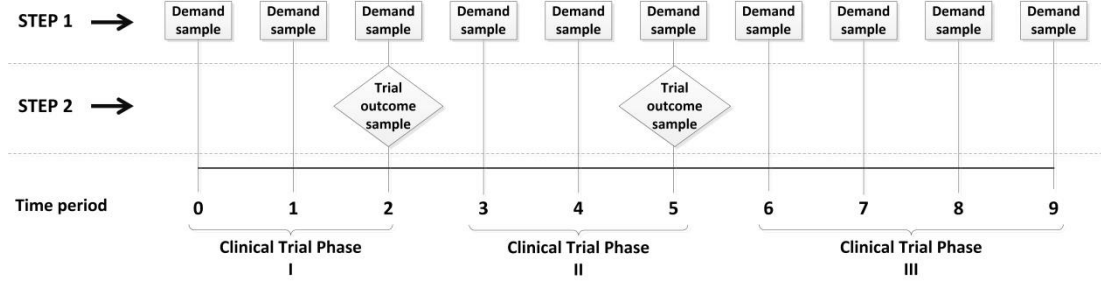 STEP 1
Demand
sample
Demand
sample
Demand
sample
Demand
sample
Demand
sample
Demand
sample
Demand
sample
Demand
sample
Demand
sample
Demand
sample
STEP 2
Trial
outcome
sample
Trial
outcome
sample
Time period
0 1 2 3 4 5 6 7 8 9
Clinical Trial Phase
I
Clinical Trial Phase
II
Clinical Trial Phase
III